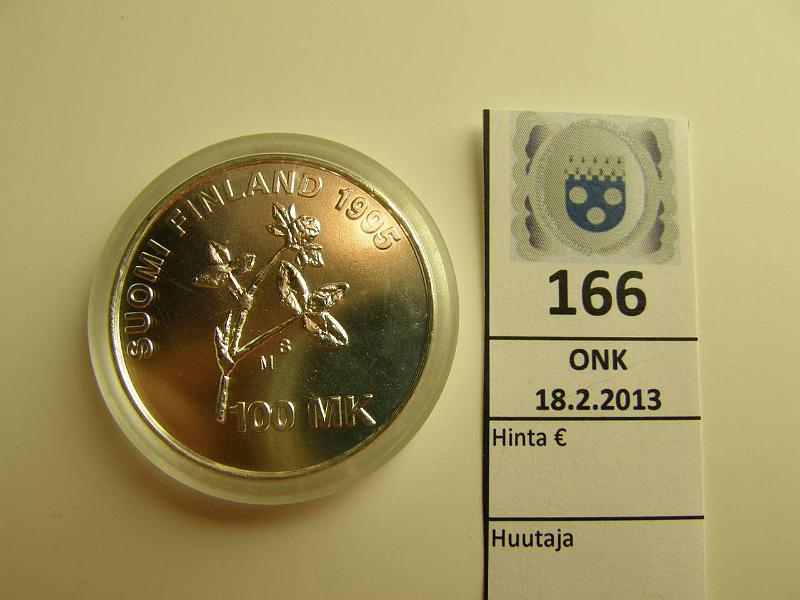 SUOMI FINLAND 1995
M S
100 MK
166
ONK
18.2.2013
Hinta €
Huutaja